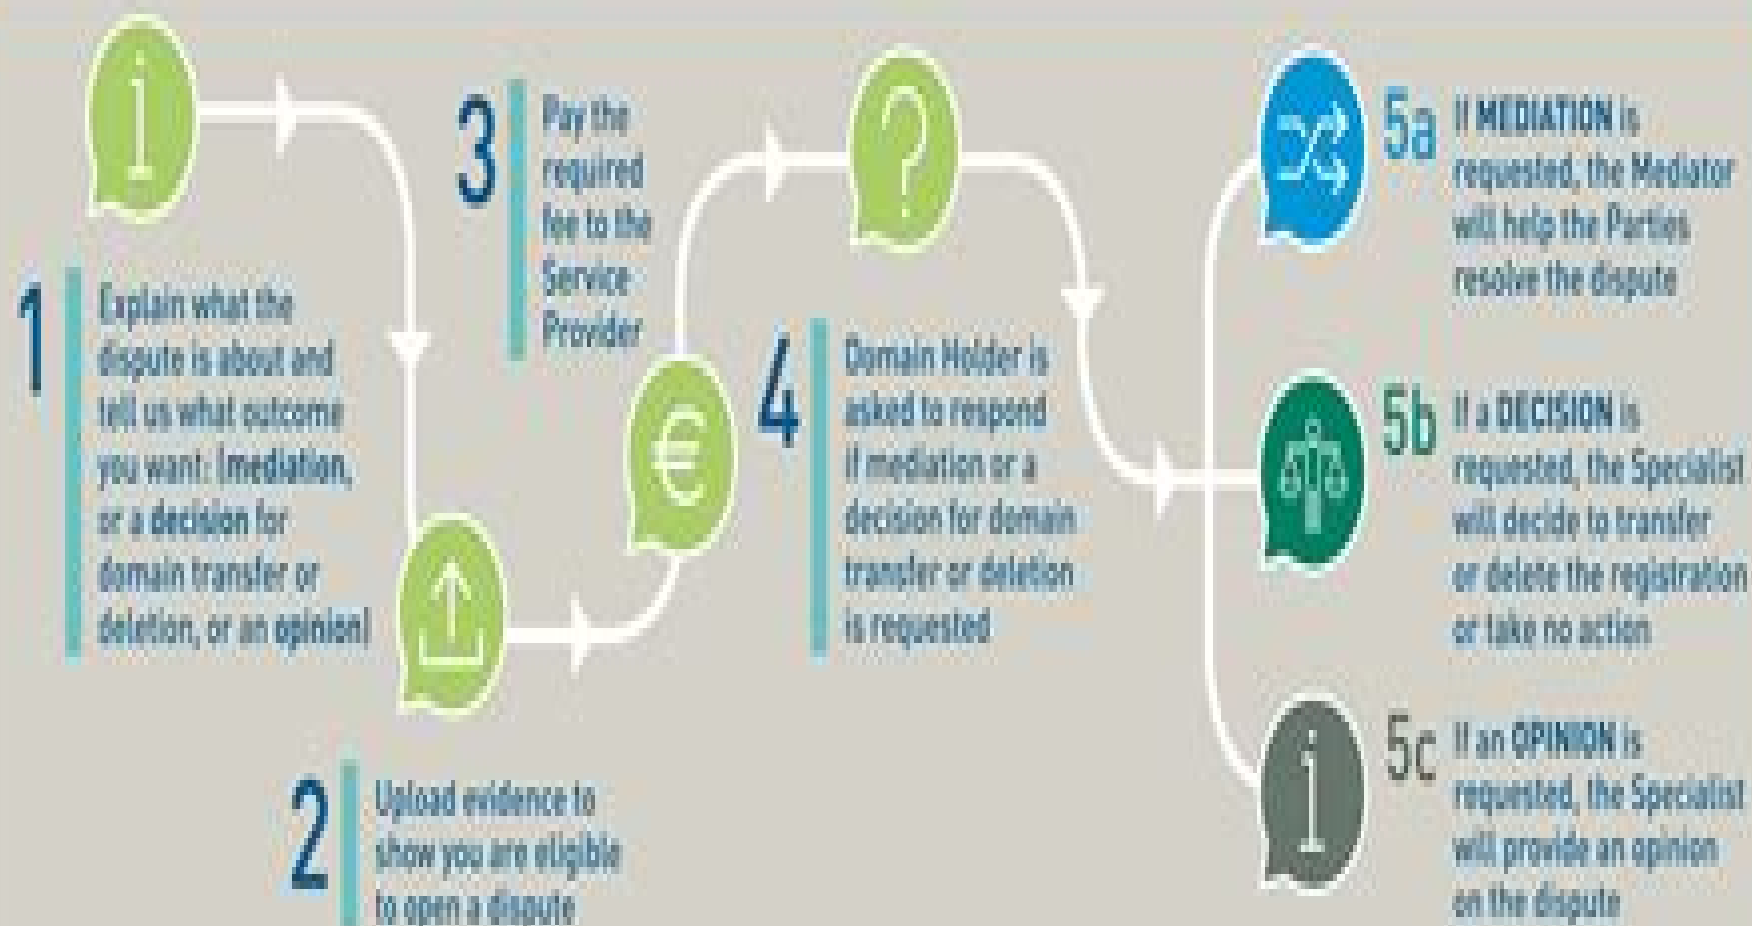 1
Explain what the
dispute is about and
tell us what outcome
you want: (mediation,
or a decision for
domain transfer or
deletion, or an opinion)
2
Upload evidence to
show you are eligible
to open a dispute
3
Pay the
required
fee to the
Service
Provider
€
4
Domain Holder is
asked to respond
if mediation or a
decision for domain
transfer or deletion
is requested
5a
If MEDIATION is
requested, the Mediator
will help the Parties
resolve the dispute
5b
If a DECISION is
requested, the Specialist
will decide to transfer
or delete the registration
or take no action
5c
If an OPINION is
requested, the Specialist
will provide an opinion
on the dispute